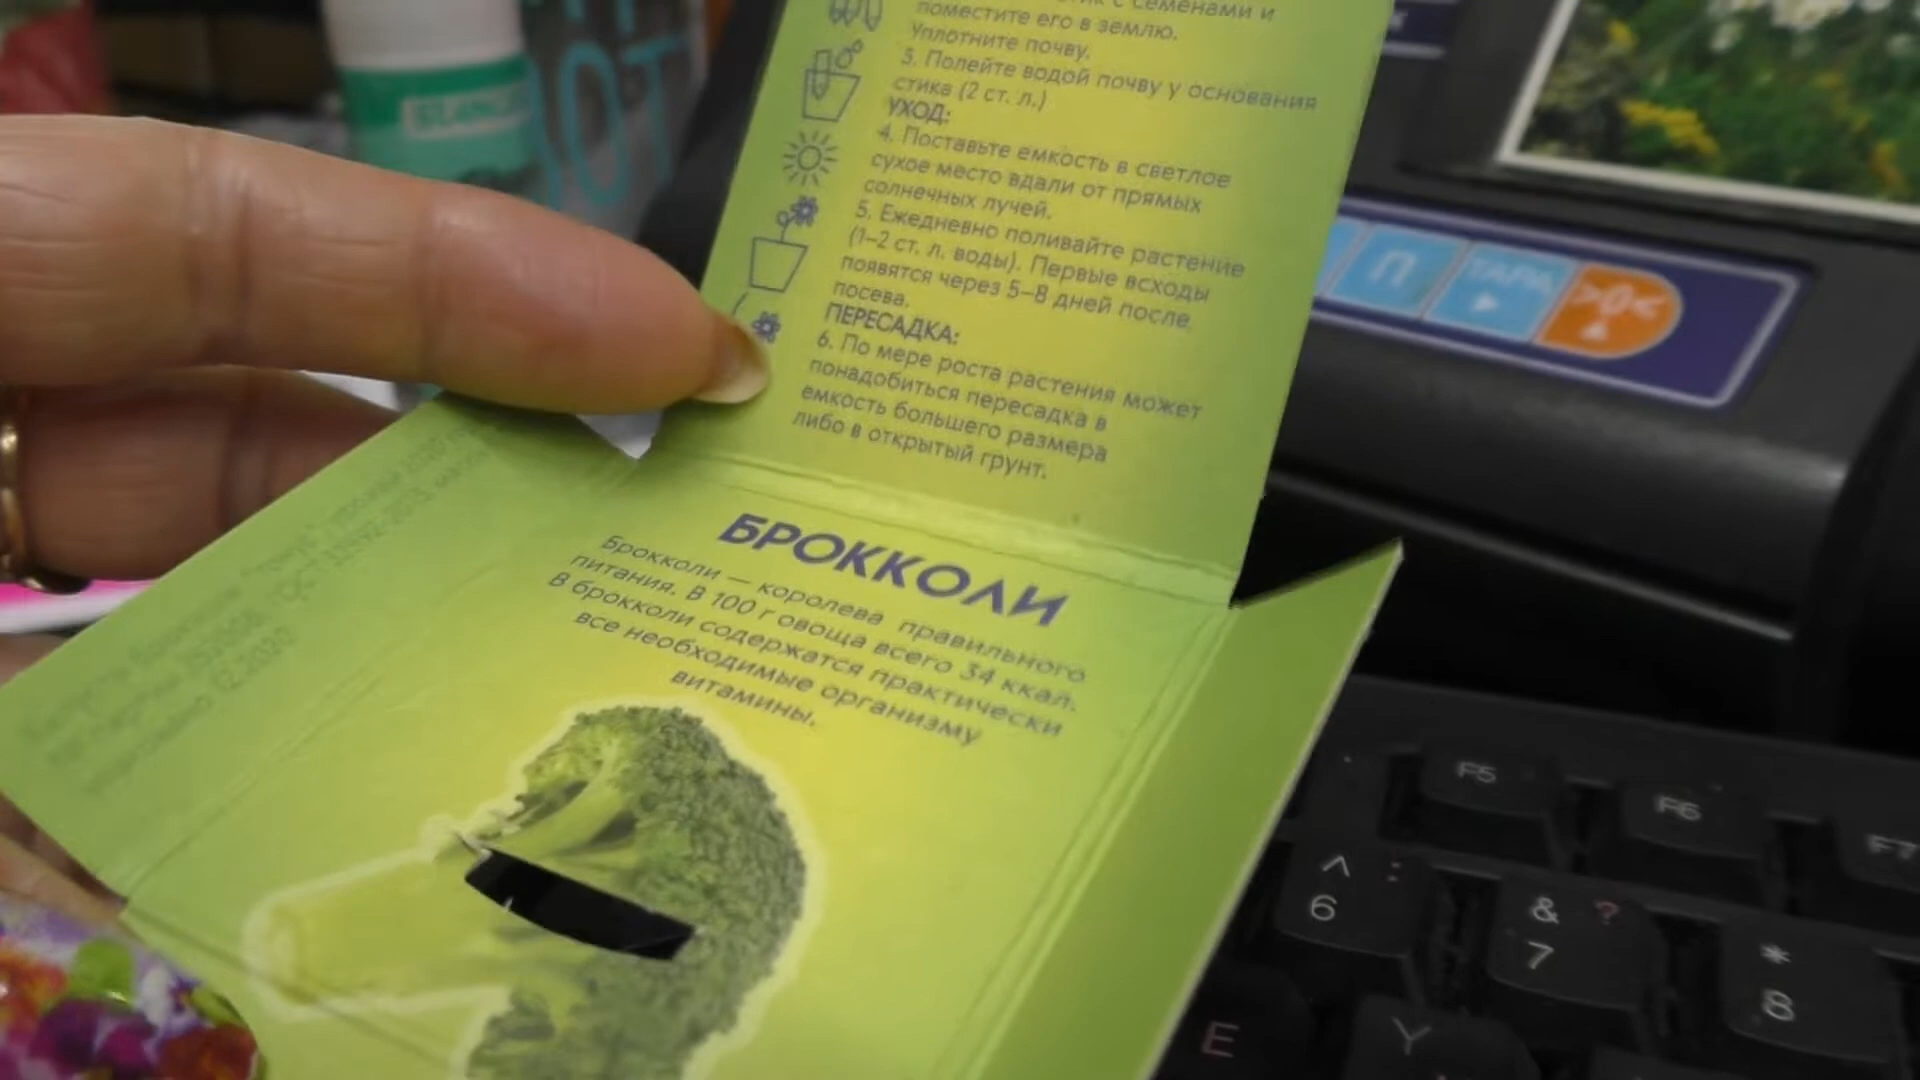 с семенами и
поместите его в землю.
Уплотните почву.
3. Полейте водой почву у основания
стика (2 ст. л.)
УХОД:
4. Поставьте емкость в светлое
сухое место вдали от прямых
солнечных лучей.
5. Ежедневно поливайте растение
(1–2 ст. л. воды). Первые всходы
появятся через 5–8 дней после
посева.
ПЕРЕСАДКА:
6. По мере роста растения может
понадобиться пересадка в
емкость большего размера
либо в открытый грунт.
БРОККОЛИ
Брокколи — королева правильного
питания. В 100 г овоща всего 34 ккал.
В брокколи содержатся практически
все необходимые организму
витамины.
П
ТАРА
>0<
F5
F6
F7
^ :
6
& ?
7
*
8
E
Y